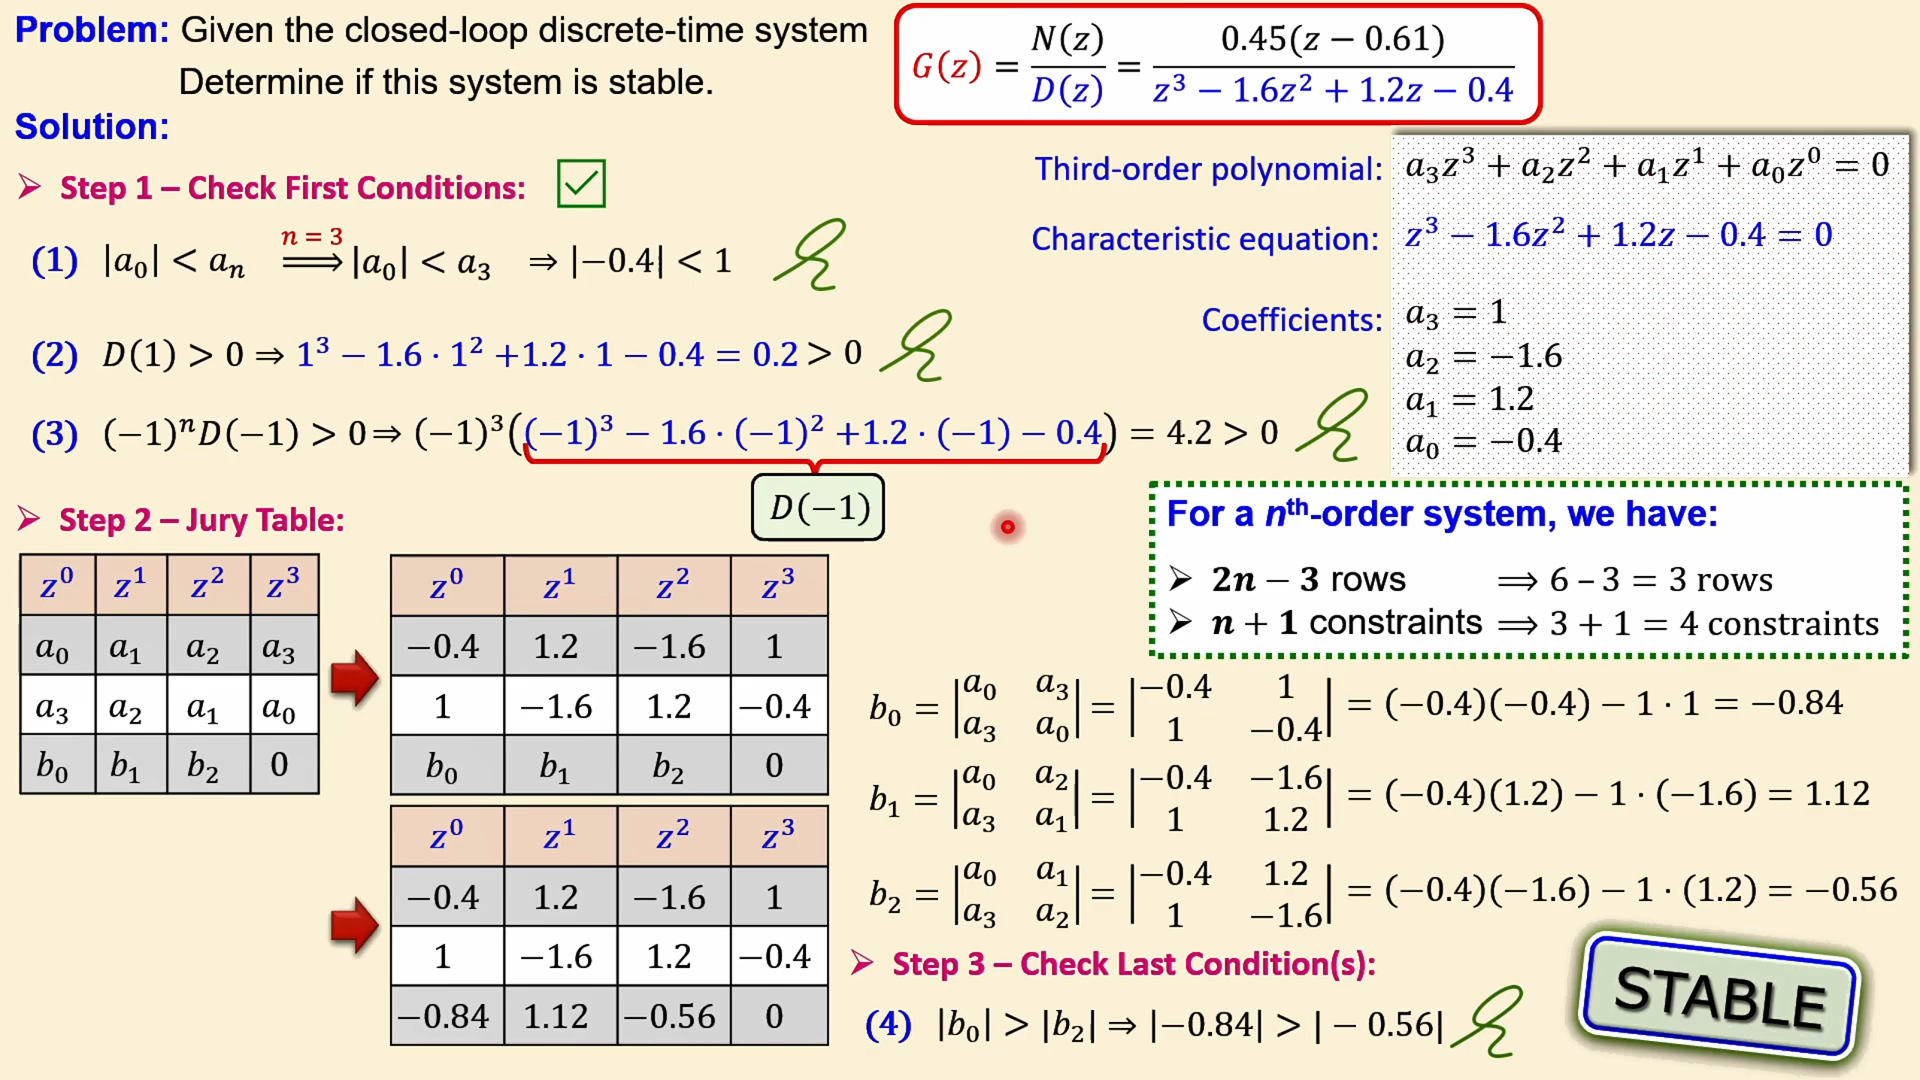 Problem: Given the closed-loop discrete-time system
Determine if this system is stable.
G(z) = N(z)/D(z) = 0.45(z − 0.61)/(z³ − 1.6z² + 1.2z − 0.4)
Solution:
➢ Step 1 – Check First Conditions: ✓
(1) |a₀| < aₙ ⟹ (n = 3) |a₀| < a₃ ⇒ |−0.4| < 1
(2) D(1) > 0 ⇒ 1³ − 1.6 · 1² +1.2 · 1 − 0.4 = 0.2 > 0
(3) (−1)ⁿD(−1) > 0 ⇒ (−1)³((−1)³ − 1.6 · (−1)² +1.2 · (−1) − 0.4) = 4.2 > 0
D(−1)
Third-order polynomial: a₃z³ + a₂z² + a₁z¹ + a₀z⁰ = 0
Characteristic equation: z³ − 1.6z² + 1.2z − 0.4 = 0
Coefficients: a₃ = 1
a₂ = −1.6
a₁ = 1.2
a₀ = −0.4
For a nᵗʰ-order system, we have:
➢ 2n − 3 rows ⟹ 6 – 3 = 3 rows
➢ n + 1 constraints ⟹ 3 + 1 = 4 constraints
➢ Step 2 – Jury Table:
z⁰ z¹ z² z³
a₀ a₁ a₂ a₃
a₃ a₂ a₁ a₀
b₀ b₁ b₂ 0
z⁰ z¹ z² z³
−0.4 1.2 −1.6 1
1 −1.6 1.2 −0.4
b₀ b₁ b₂ 0
z⁰ z¹ z² z³
−0.4 1.2 −1.6 1
1 −1.6 1.2 −0.4
−0.84 1.12 −0.56 0
b₀ = |a₀ a₃; a₃ a₀| = |−0.4 1; 1 −0.4| = (−0.4)(−0.4) − 1 · 1 = −0.84
b₁ = |a₀ a₂; a₃ a₁| = |−0.4 −1.6; 1 1.2| = (−0.4)(1.2) − 1 · (−1.6) = 1.12
b₂ = |a₀ a₁; a₃ a₂| = |−0.4 1.2; 1 −1.6| = (−0.4)(−1.6) − 1 · (1.2) = −0.56
➢ Step 3 – Check Last Condition(s):
(4) |b₀| > |b₂| ⇒ |−0.84| > | − 0.56|
STABLE